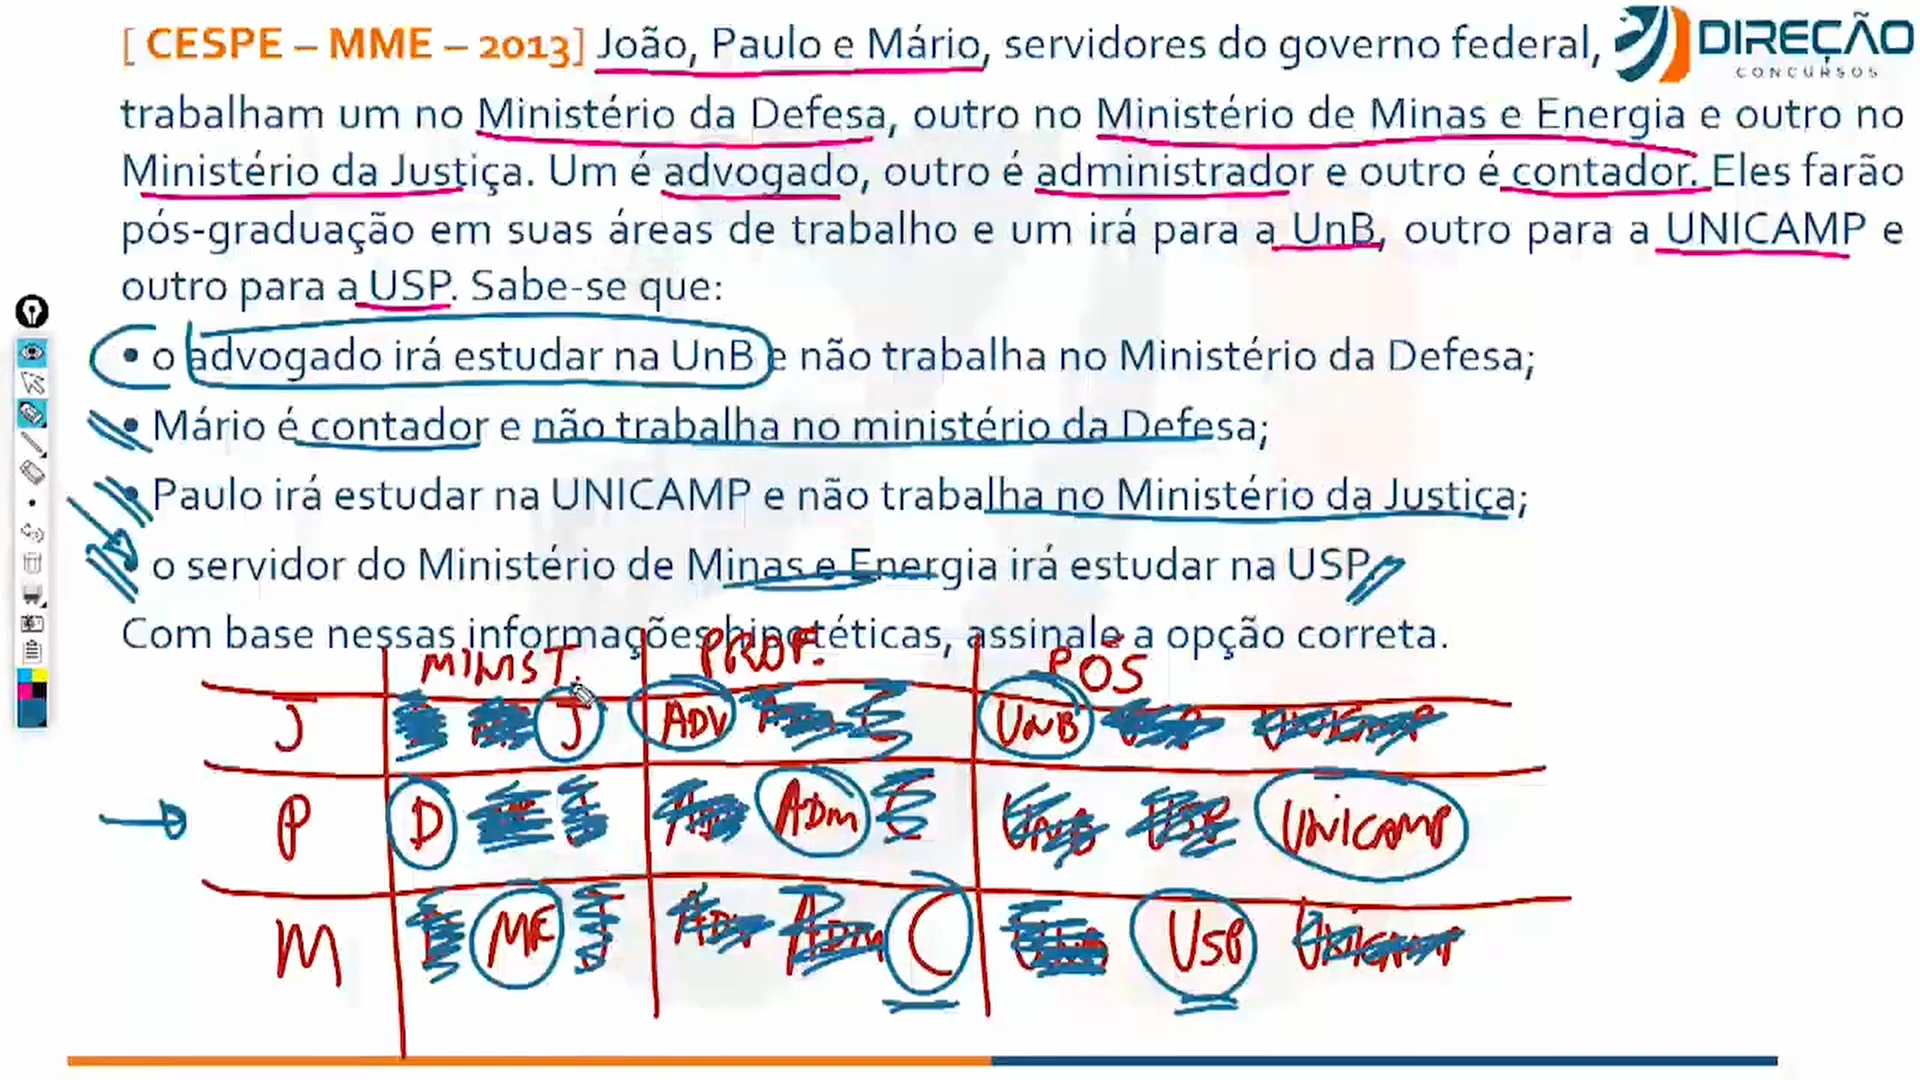 [ CESPE – MME – 2013] João, Paulo e Mário, servidores do governo federal,
DIREÇÃO
CONCURSOS
trabalham um no Ministério da Defesa, outro no Ministério de Minas e Energia e outro no
Ministério da Justiça. Um é advogado, outro é administrador e outro é contador. Eles farão
pós-graduação em suas áreas de trabalho e um irá para a UnB, outro para a UNICAMP e
outro para a USP. Sabe-se que:
• o advogado irá estudar na UnB e não trabalha no Ministério da Defesa;
• Mário é contador e não trabalha no ministério da Defesa;
• Paulo irá estudar na UNICAMP e não trabalha no Ministério da Justiça;
• o servidor do Ministério de Minas e Energia irá estudar na USP
Com base nessas informações hipotéticas, assinale a opção correta.
MINIST. PROF. PÓS
J J ADV UNB
P D ADM UNICAMP
M ME ADV ADM C USP UNICAMP